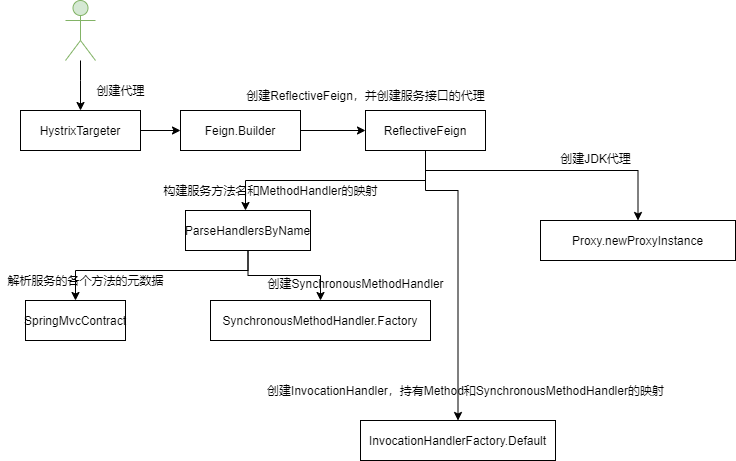 创建代理
创建ReflectiveFeign，并创建服务接口的代理
HystrixTargeter
Feign.Builder
ReflectiveFeign
创建JDK代理
构建服务方法名和MethodHandler的映射
ParseHandlersByName
Proxy.newProxyInstance
解析服务的各个方法的元数据
创建SynchronousMethodHandler
SpringMvcContract
SynchronousMethodHandler.Factory
创建InvocationHandler，持有Method和SynchronousMethodHandler的映射
InvocationHandlerFactory.Default